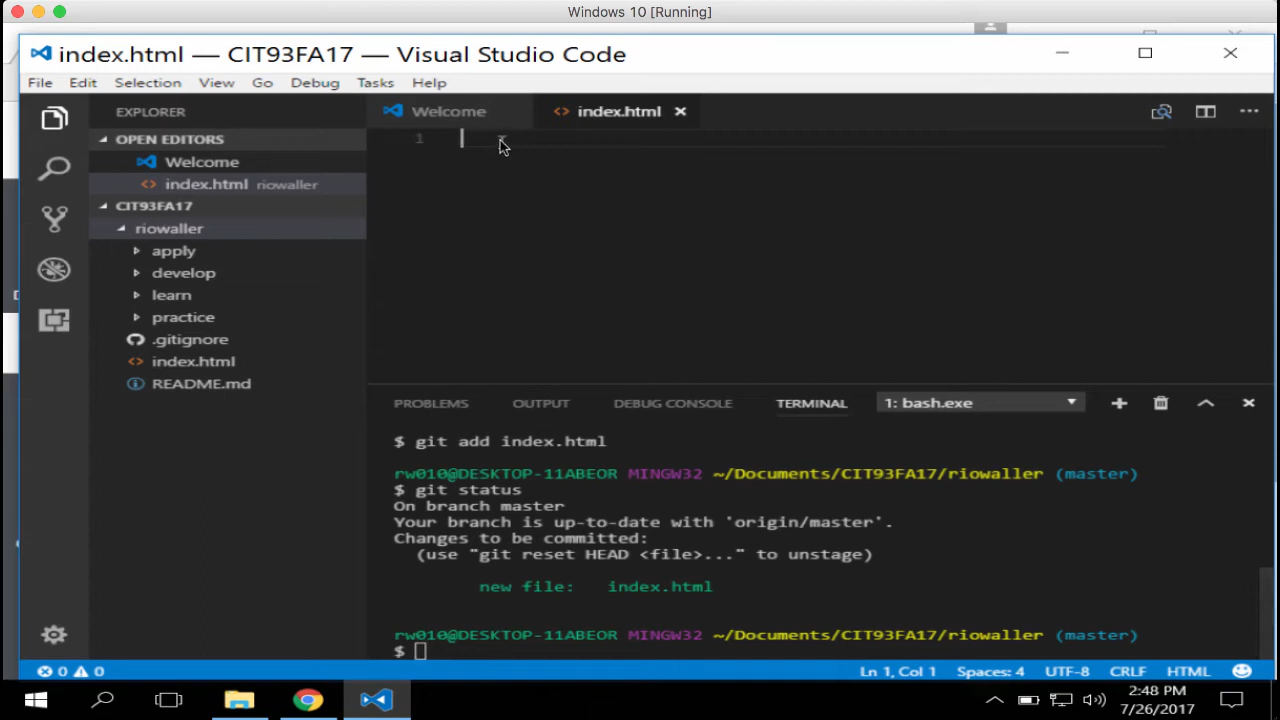 Windows 10 [Running]
index.html — CIT93FA17 — Visual Studio Code
File Edit Selection View Go Debug Tasks Help
EXPLORER
OPEN EDITORS
Welcome
index.html riowaller
CIT93FA17
riowaller
apply
develop
learn
practice
.gitignore
index.html
README.md
Welcome index.html
1
PROBLEMS OUTPUT DEBUG CONSOLE TERMINAL 1: bash.exe
$ git add index.html
rw010@DESKTOP-11ABEOR MINGW32 ~/Documents/CIT93FA17/riowaller (master)
$ git status
On branch master
Your branch is up-to-date with 'origin/master'.
Changes to be committed:
(use "git reset HEAD <file>..." to unstage)
new file: index.html
rw010@DESKTOP-11ABEOR MINGW32 ~/Documents/CIT93FA17/riowaller (master)
$
0 0 Ln 1, Col 1 Spaces: 4 UTF-8 CRLF HTML
2:48 PM
7/26/2017